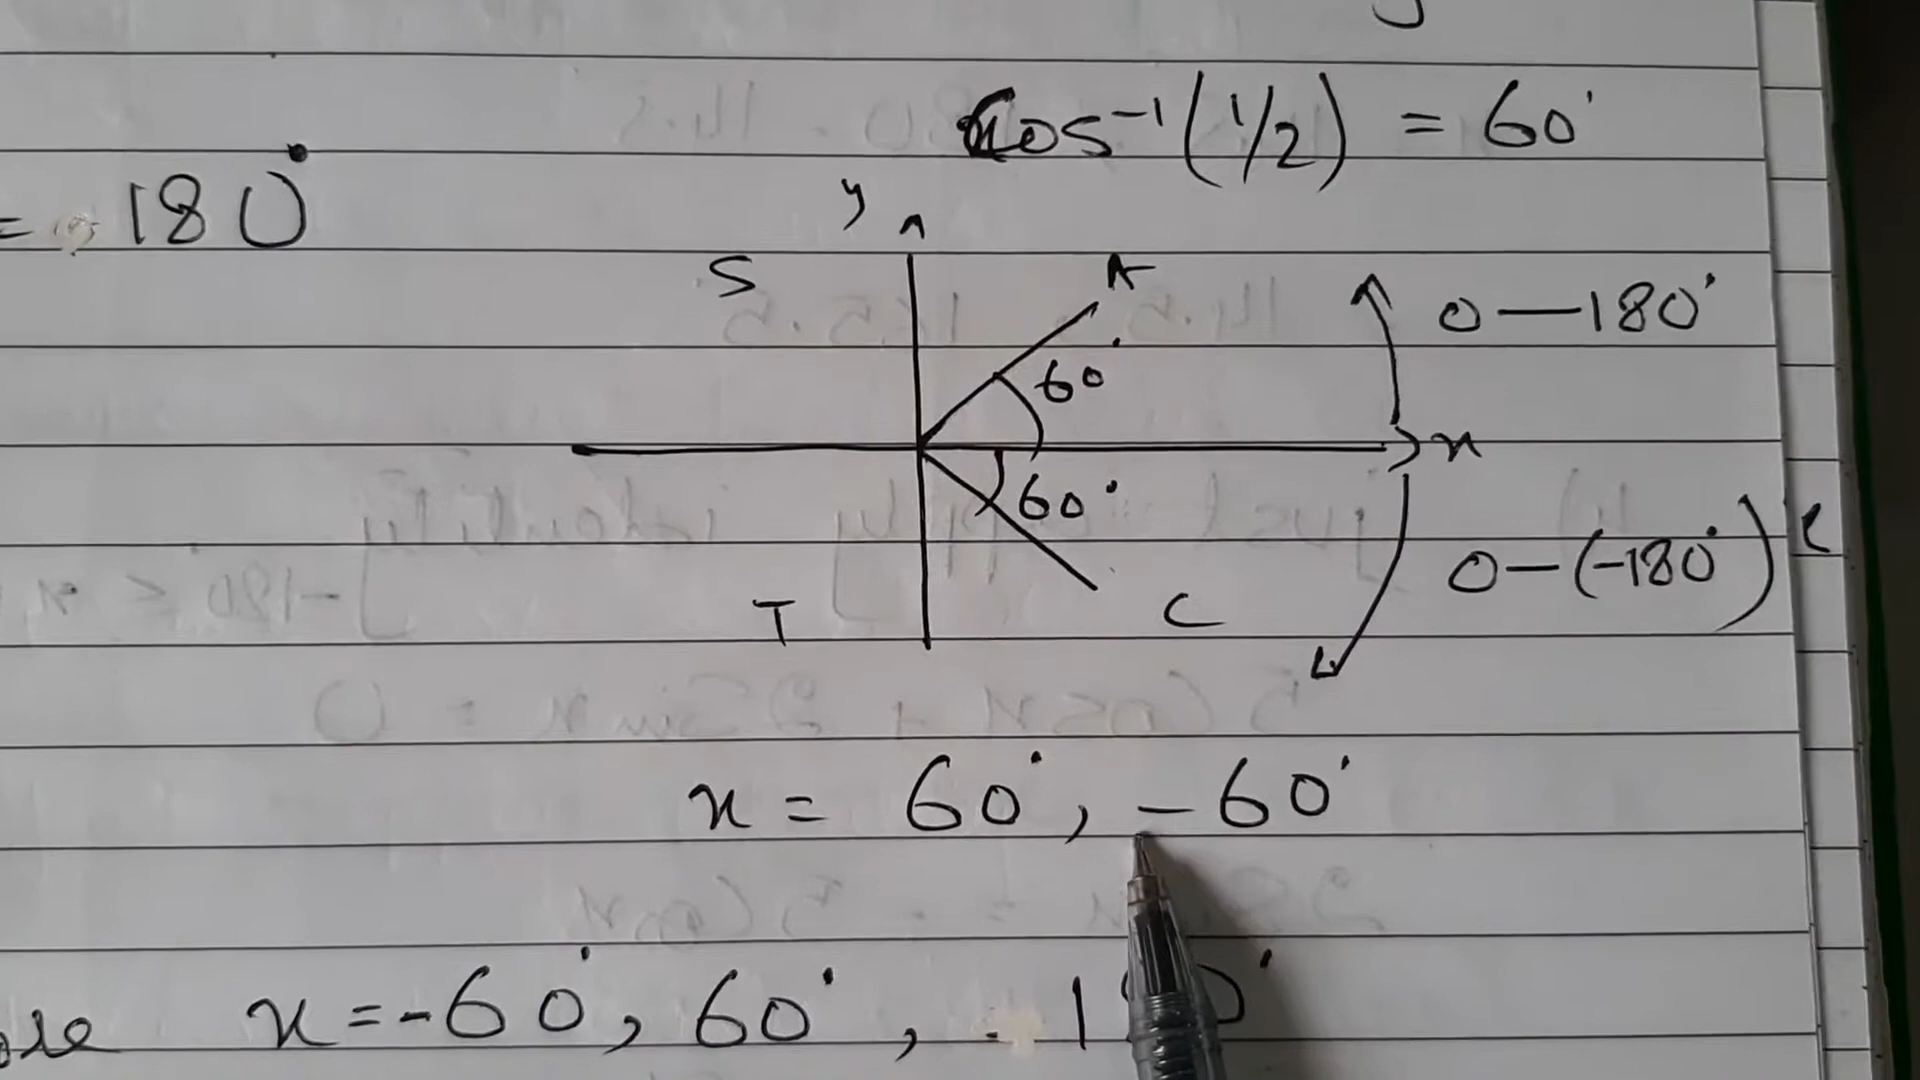 cos⁻¹(1/2) = 60°
= 180°
y
S
A
0—180°
60°
x
60°
0—(-180°)
T
C
x = 60°, -60°
x = -60°, 60°,